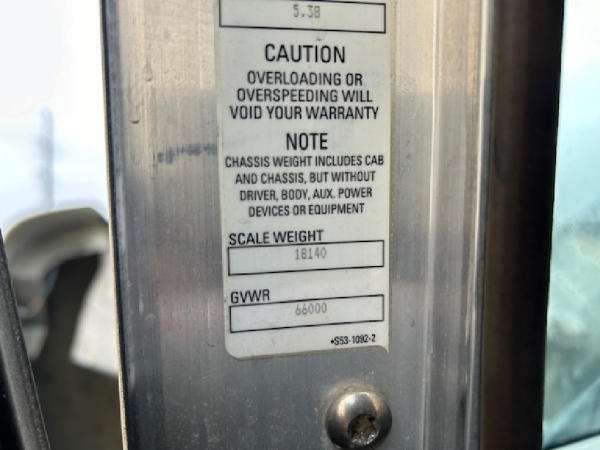 5.38
CAUTION
OVERLOADING OR
OVERSPEEDING WILL
VOID YOUR WARRANTY
NOTE
CHASSIS WEIGHT INCLUDES CAB
AND CHASSIS, BUT WITHOUT
DRIVER, BODY, AUX. POWER
DEVICES OR EQUIPMENT
SCALE WEIGHT
18140
GVWR
66000
•S53-1092-2